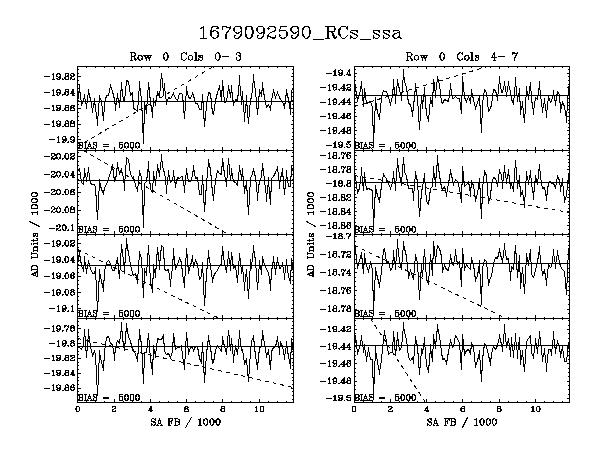 1679092590_RCs_ssa
Row 0 Cols 0- 3
Row 0 Cols 4- 7
-19.82
-19.84
-19.86
-19.88
-19.9
BIAS = 5000
-20.02
-20.04
-20.06
-20.08
-20.1
BIAS = 5000
-19.02
-19.04
-19.06
-19.08
-19.1
BIAS = 5000
-19.78
-19.8
-19.82
-19.84
-19.86
BIAS = 5000
0 2 4 6 8 10
SA FB / 1000
AD Units / 1000
-19.4
-19.42
-19.44
-19.46
-19.48
-19.5
BIAS = 5000
-18.76
-18.78
-18.80
-18.82
-18.84
-18.86
-18.88
BIAS = 5000
-18.7
-18.72
-18.74
-18.76
-18.78
BIAS = 5000
-19.42
-19.44
-19.46
-19.48
-19.5
BIAS = 5000
0 2 4 6 8 10
SA FB / 1000
AD Units / 1000